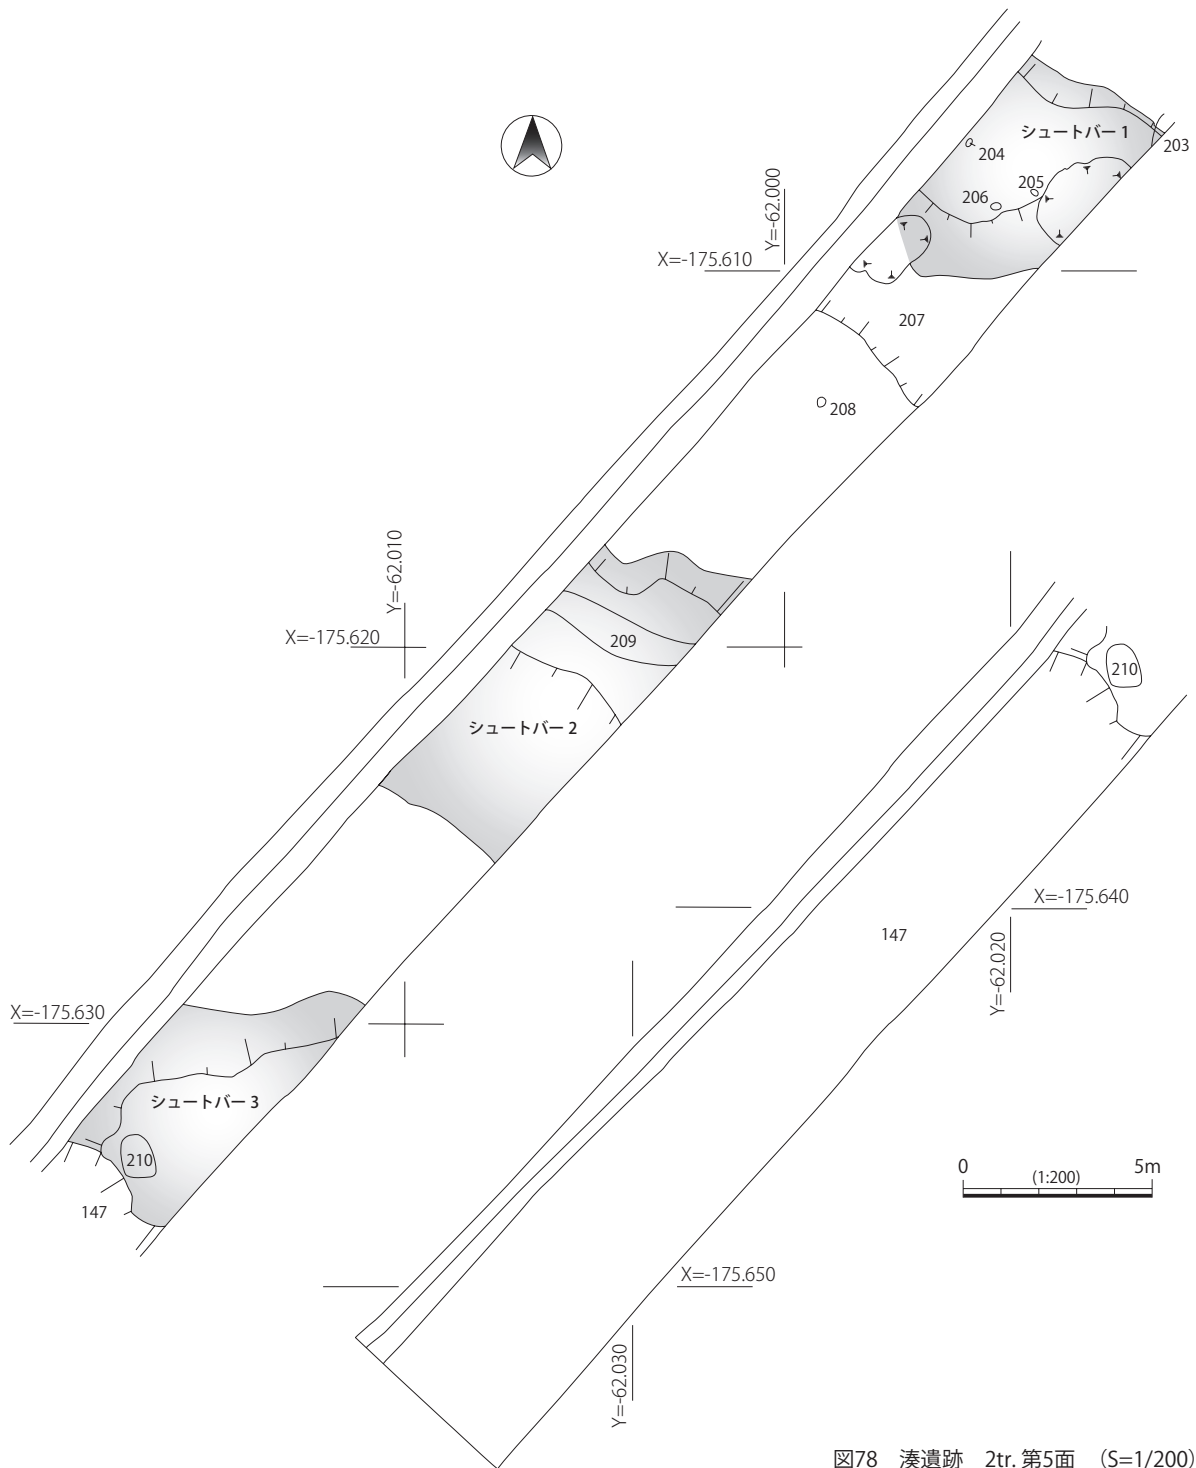 シュートバー 1
203
204
205
206
Y=-62.000
X=-175.610
207
208
Y=-62.010
X=-175.620
209
210
シュートバー 2
X=-175.640
147
Y=-62.020
X=-175.630
シュートバー 3
210
147
0 5m
(1:200)
X=-175.650
Y=-62.030
図78 湊遺跡 2tr. 第5面 (S=1/200)